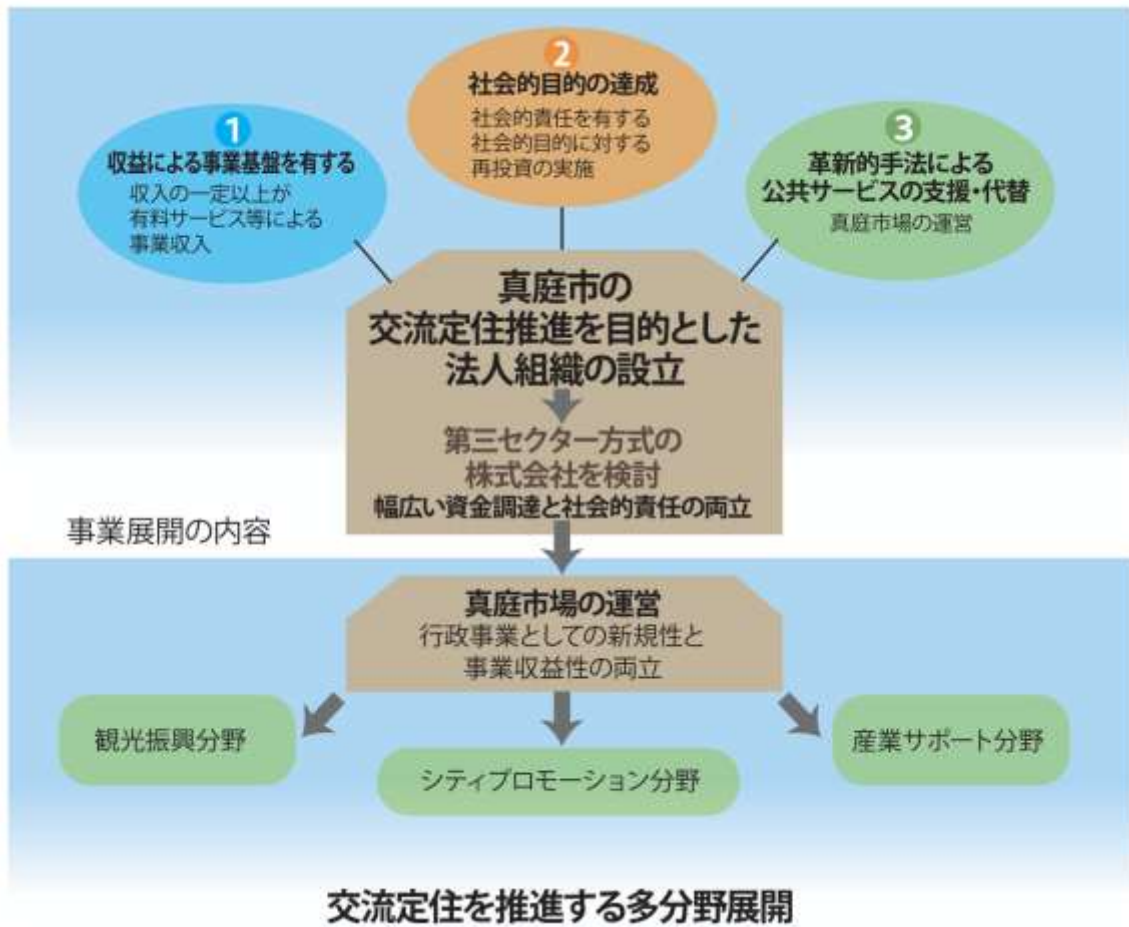 1
収益による事業基盤を有する
収入の一定以上が
有料サービス等による
事業収入
2
社会的目的の達成
社会的責任を有する
社会的目的に対する
再投資の実施
3
革新的手法による
公共サービスの支援・代替
真庭市場の運営
真庭市の
交流定住推進を目的とした
法人組織の設立
第三セクター方式の
株式会社を検討
幅広い資金調達と社会的責任の両立
事業展開の内容
真庭市場の運営
行政事業としての新規性と
事業収益性の両立
観光振興分野
シティプロモーション分野
産業サポート分野
交流定住を推進する多分野展開